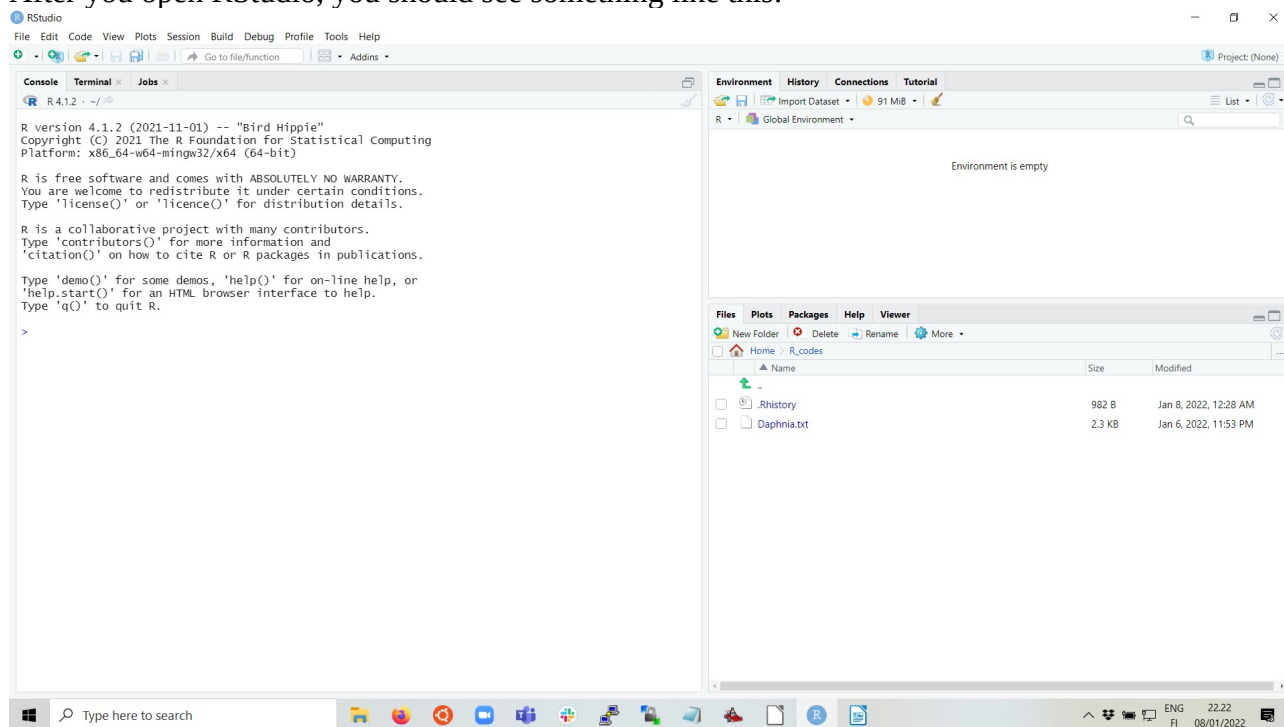 After you open RStudio, you should see something like this:
RStudio
File Edit Code View Plots Session Build Debug Profile Tools Help
Go to file/function Addins Project: (None)
Console Terminal Jobs
R 4.1.2 · ~/
R version 4.1.2 (2021-11-01) -- "Bird Hippie"
Copyright (C) 2021 The R Foundation for Statistical Computing
Platform: x86_64-w64-mingw32/x64 (64-bit)
R is free software and comes with ABSOLUTELY NO WARRANTY.
You are welcome to redistribute it under certain conditions.
Type 'license()' or 'licence()' for distribution details.
R is a collaborative project with many contributors.
Type 'contributors()' for more information and
'citation()' on how to cite R or R packages in publications.
Type 'demo()' for some demos, 'help()' for on-line help, or
'help.start()' for an HTML browser interface to help.
Type 'q()' to quit R.
>
Environment History Connections Tutorial
Import Dataset 91 MiB List
R Global Environment
Environment is empty
Files Plots Packages Help Viewer
New Folder Delete Rename More
Home > R_codes
Name Size Modified
..
.Rhistory 982 B Jan 8, 2022, 12:28 AM
Daphnia.txt 2.3 KB Jan 6, 2022, 11:53 PM
Type here to search
ENG 22.22
FI 08/01/2022